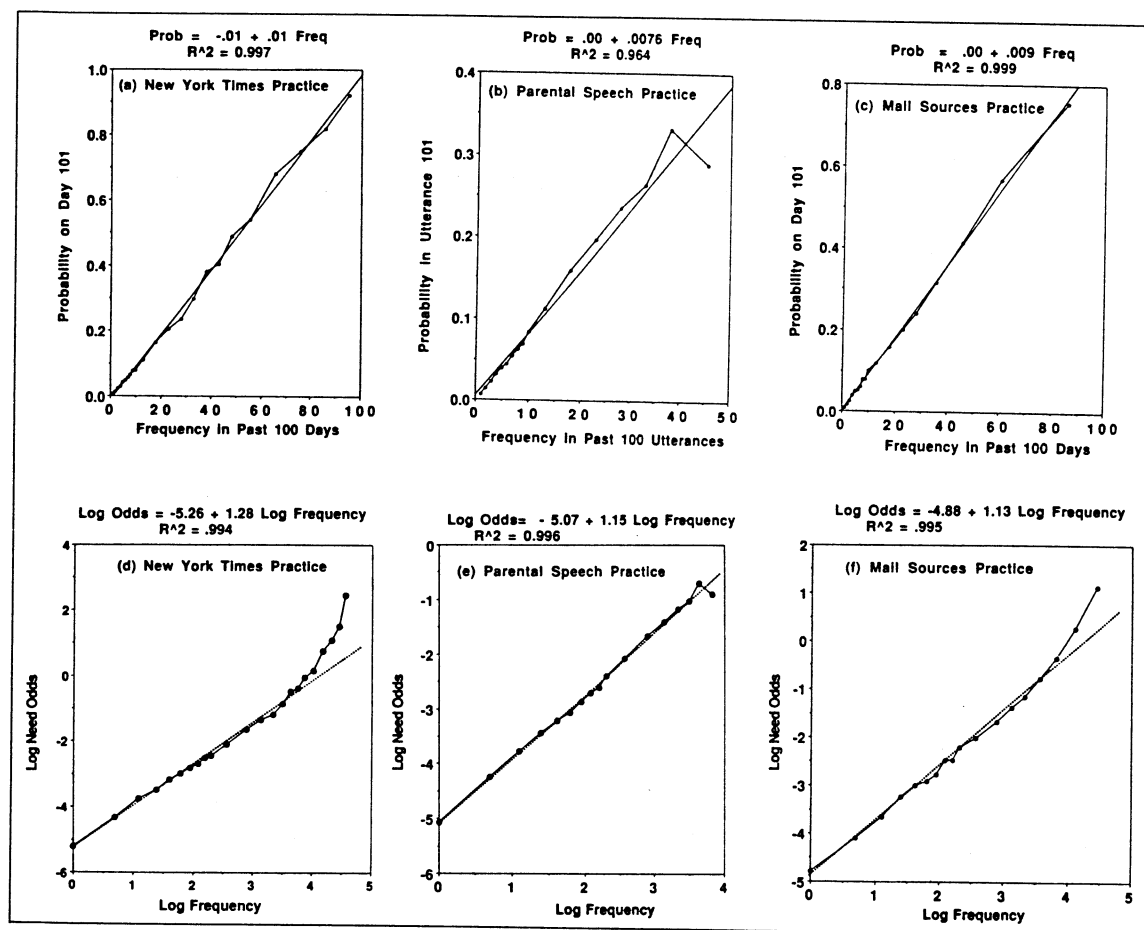 Prob = -.01 + .01 Freq
R^2 = 0.997
(a) New York Times Practice
1.0
0.8
0.6
0.4
0.2
0.0
Probability on Day 101
0 20 40 60 80 100
Frequency In Past 100 Days
Prob = .00 + .0076 Freq
R^2 = 0.964
(b) Parental Speech Practice
0.4
0.3
0.2
0.1
0.0
Probability In Utterance 101
0 10 20 30 40 50
Frequency In Past 100 Utterances
Prob = .00 + .009 Freq
R^2 = 0.999
(c) Mail Sources Practice
0.8
0.6
0.4
0.2
0.0
Probability on Day 101
0 20 40 60 80 100
Frequency In Past 100 Days
Log Odds = -5.26 + 1.28 Log Frequency
R^2 = .994
(d) New York Times Practice
4
2
0
-2
-4
-6
Log Need Odds
0 1 2 3 4 5
Log Frequency
Log Odds= - 5.07 + 1.15 Log Frequency
R^2 = 0.996
(e) Parental Speech Practice
0
-1
-2
-3
-4
-5
-6
Log Need Odds
0 1 2 3 4
Log Frequency
Log Odds = -4.88 + 1.13 Log Frequency
R^2 = .995
(f) Mail Sources Practice
2
1
0
-1
-2
-3
-4
-5
Log Need Odds
0 1 2 3 4 5
Log Frequency